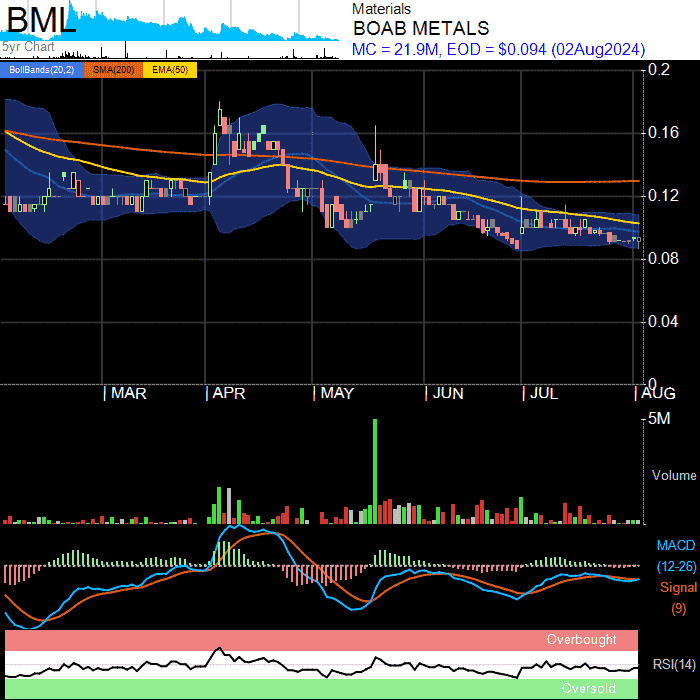 BML
5yr Chart
Materials
BOAB METALS
MC = 21.9M, EOD = $0.094 (02Aug2024)
BollBands(20,2) SMA(200) EMA(50)
0.2
0.16
0.12
0.08
0.04
0
MAR APR MAY JUN JUL AUG
5M
Volume
MACD
(12-26)
Signal
(9)
Overbought
RSI(14)
Oversold